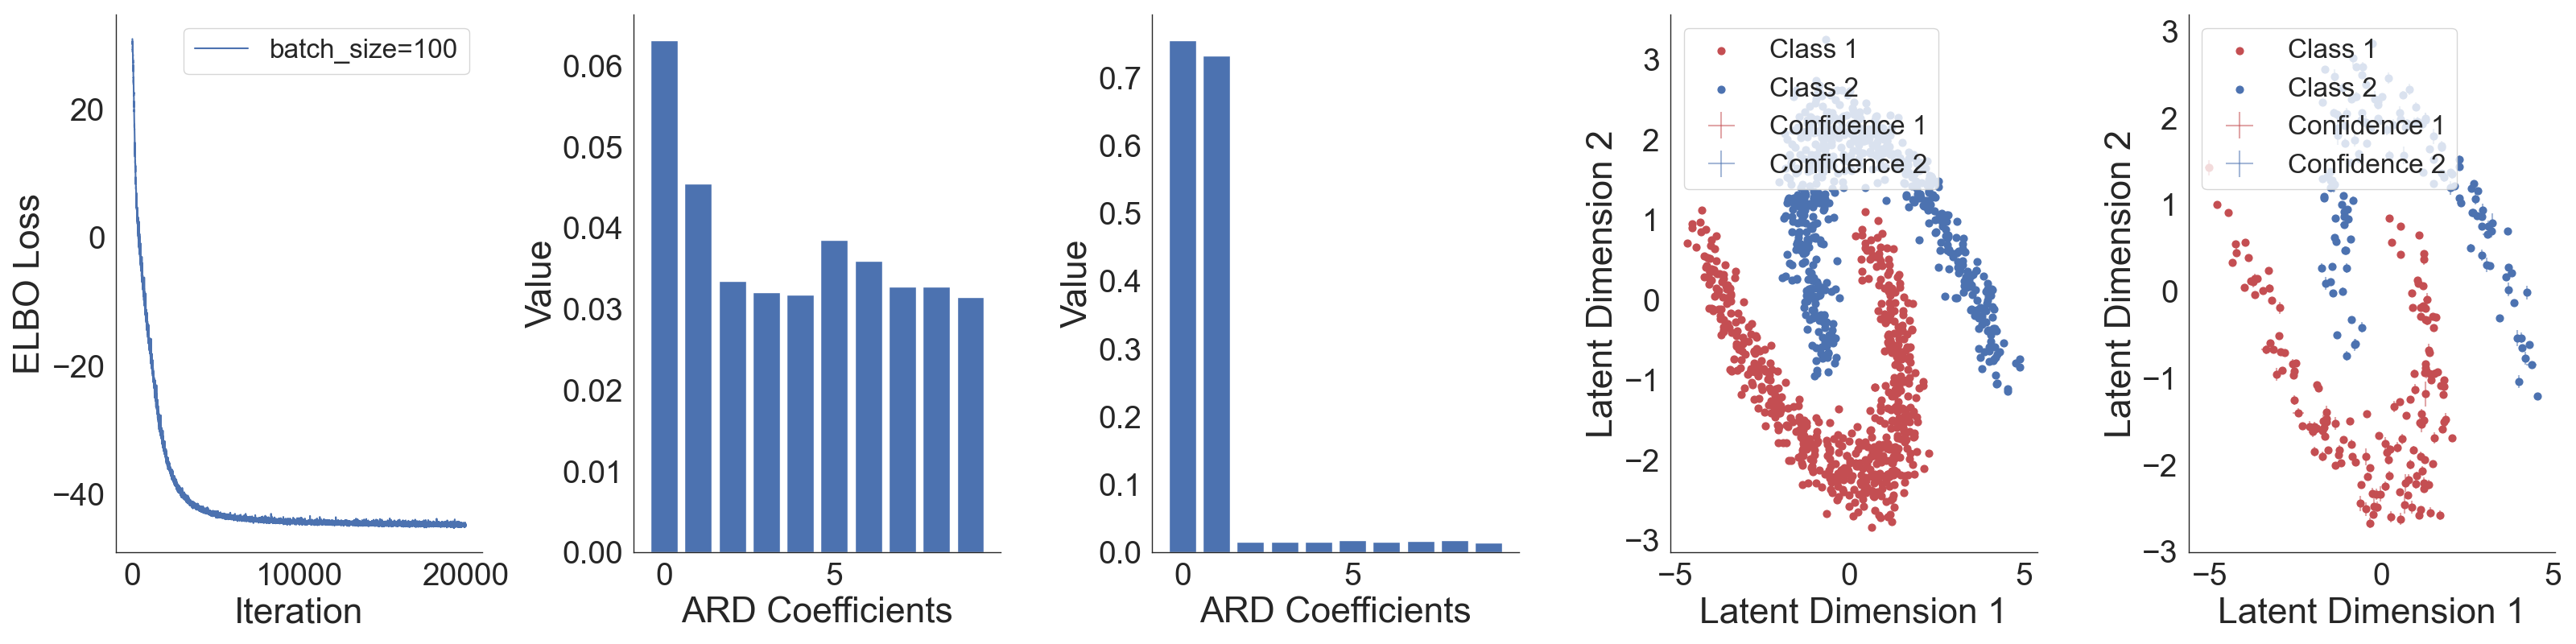 batch_size=100
20
0
−20
−40
ELBO Loss
0 10000 20000
Iteration
0.06
0.05
0.04
0.03
0.02
0.01
0.00
Value
0 5
ARD Coefficients
0.7
0.6
0.5
0.4
0.3
0.2
0.1
0.0
Value
0 5
ARD Coefficients
Class 1
Class 2
Confidence 1
Confidence 2
3
2
1
0
−1
−2
−3
Latent Dimension 2
−5 0 5
Latent Dimension 1
Class 1
Class 2
Confidence 1
Confidence 2
3
2
1
0
−1
−2
−3
Latent Dimension 2
−5 0 5
Latent Dimension 1